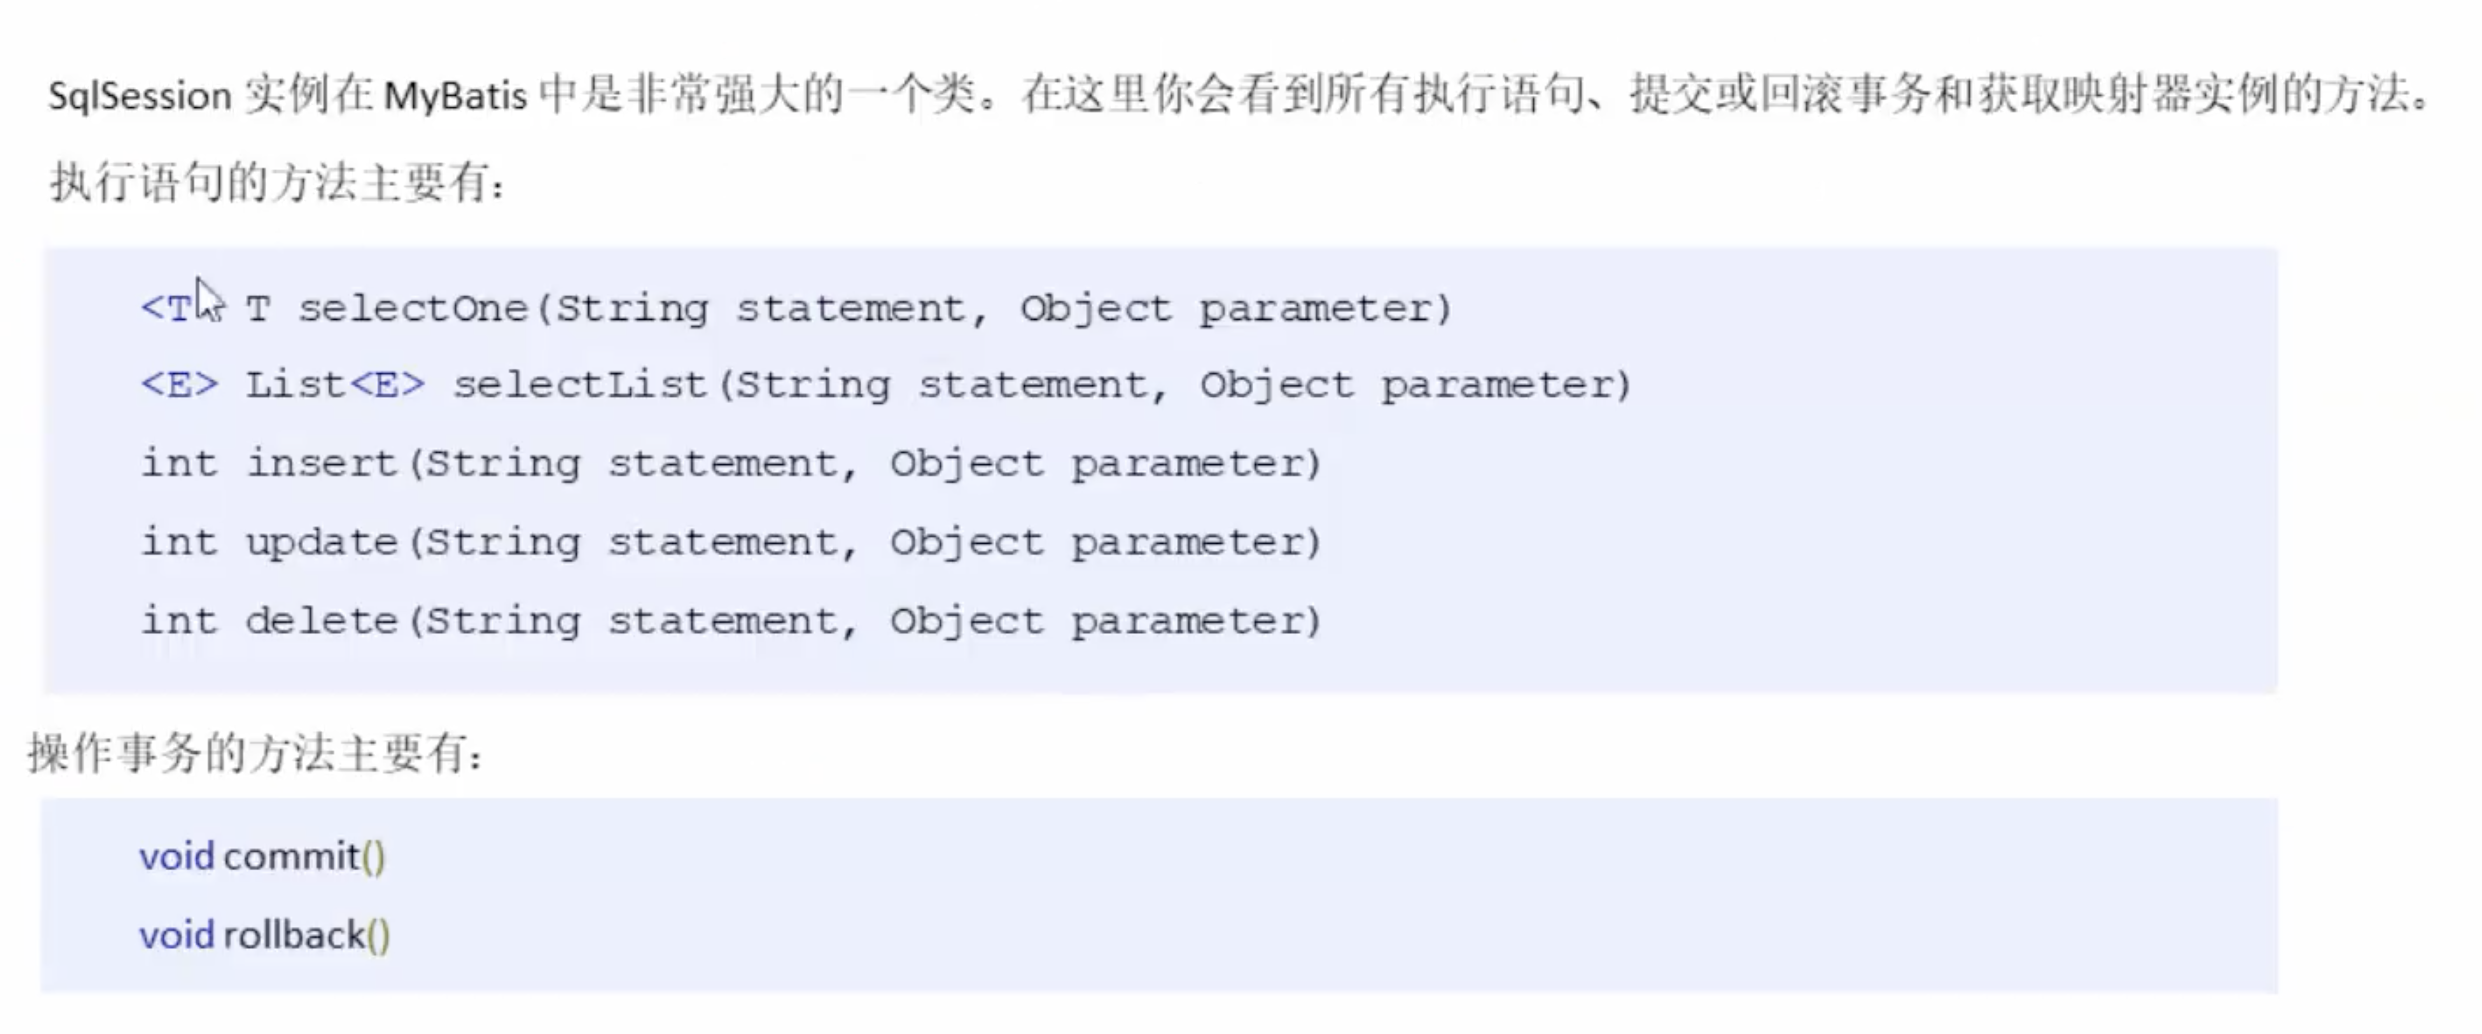 SqlSession 实例在 MyBatis 中是非常强大的一个类。在这里你会看到所有执行语句、提交或回滚事务和获取映射器实例的方法。
执行语句的方法主要有：
<T> T selectOne(String statement, Object parameter)
<E> List<E> selectList(String statement, Object parameter)
int insert(String statement, Object parameter)
int update(String statement, Object parameter)
int delete(String statement, Object parameter)
操作事务的方法主要有：
void commit()
void rollback()